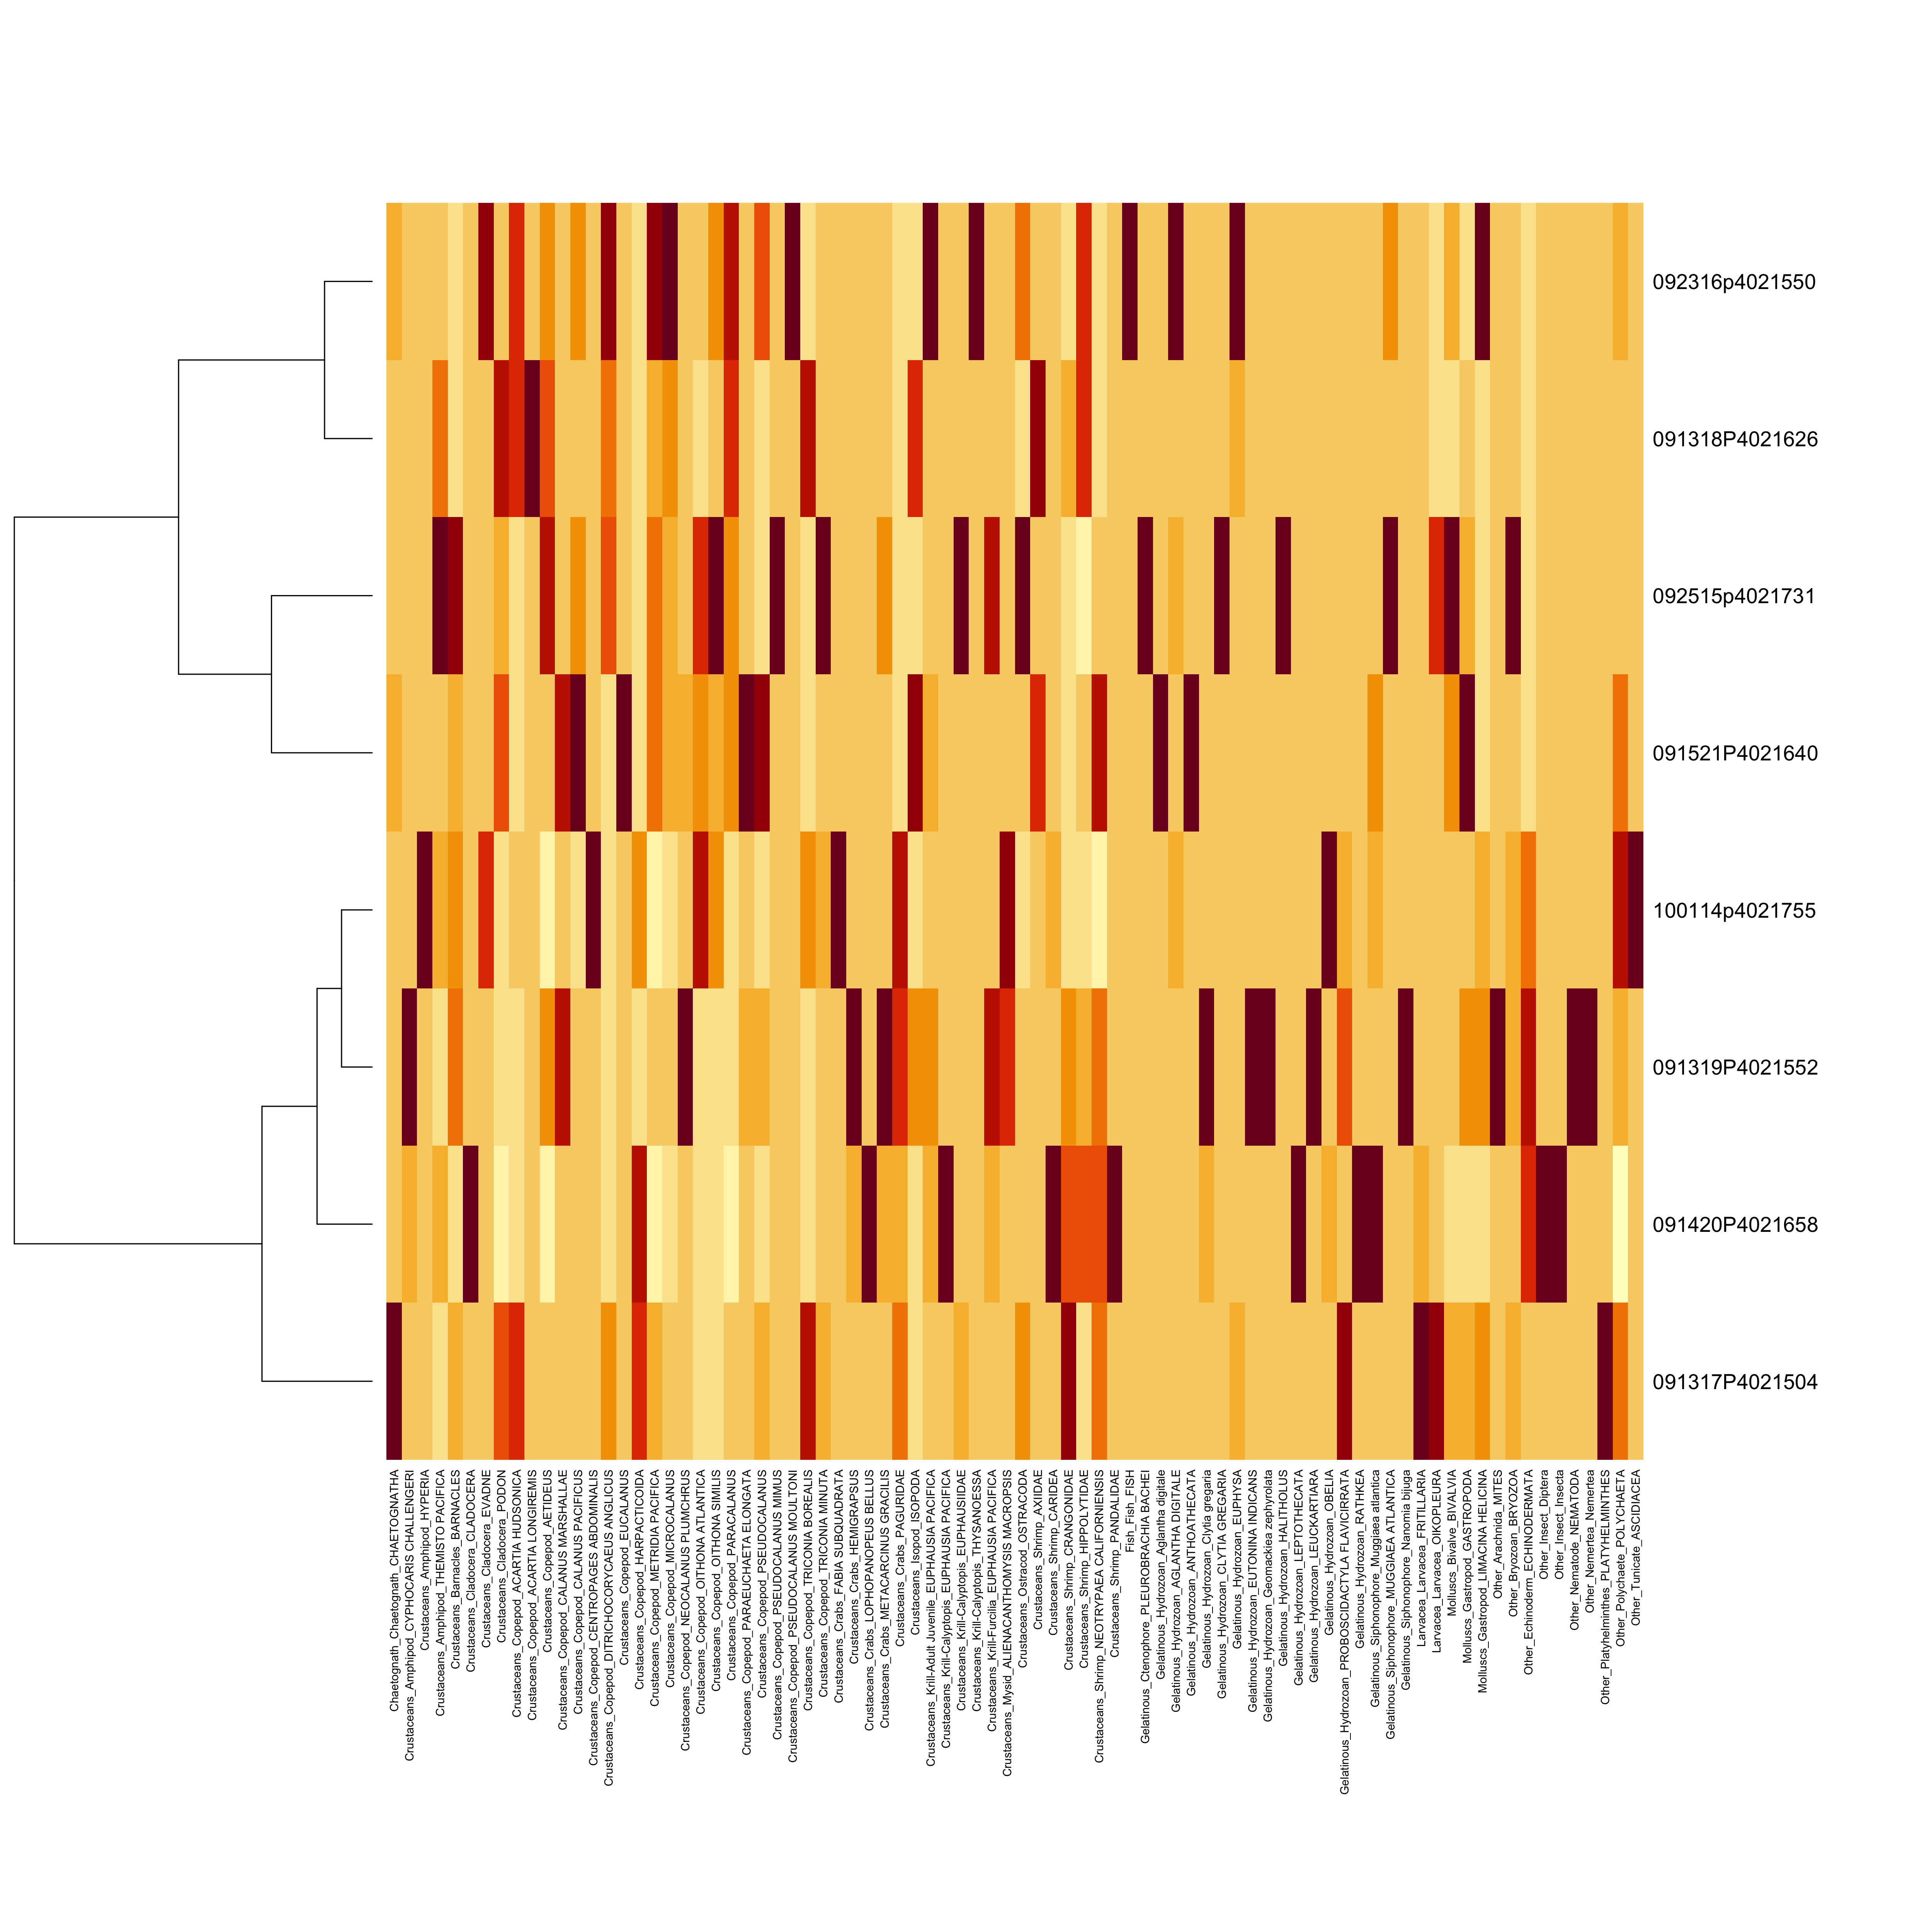 092316p4021550
091318P4021626
092515p4021731
091521P4021640
100114p4021755
091319P4021552
091420P4021658
091317P4021504
Chaetognath_Chaetognath_CHAETOGNATHA
Crustaceans_Amphipod_CYPHOCARIS CHALLENGERI
Crustaceans_Amphipod_HYPERIA
Crustaceans_Amphipod_THEMISTO PACIFICA
Crustaceans_Barnacles_BARNACLES
Crustaceans_Cladocera_CLADOCERA
Crustaceans_Cladocera_EVADNE
Crustaceans_Cladocera_PODON
Crustaceans_Copepod_ACARTIA HUDSONICA
Crustaceans_Copepod_ACARTIA LONGIREMIS
Crustaceans_Copepod_AETIDEUS
Crustaceans_Copepod_CALANUS MARSHALLAE
Crustaceans_Copepod_CALANUS PACIFICUS
Crustaceans_Copepod_CENTROPAGES ABDOMINALIS
Crustaceans_Copepod_DITRICHOCORYCAEUS ANGLICUS
Crustaceans_Copepod_EUCALANUS
Crustaceans_Copepod_HARPACTICOIDA
Crustaceans_Copepod_METRIDIA PACIFICA
Crustaceans_Copepod_MICROCALANUS
Crustaceans_Copepod_NEOCALANUS PLUMCHRUS
Crustaceans_Copepod_OITHONA ATLANTICA
Crustaceans_Copepod_OITHONA SIMILIS
Crustaceans_Copepod_PARACALANUS
Crustaceans_Copepod_PARAEUCHAETA ELONGATA
Crustaceans_Copepod_PSEUDOCALANUS
Crustaceans_Copepod_PSEUDOCALANUS MIMUS
Crustaceans_Copepod_PSEUDOCALANUS MOULTONI
Crustaceans_Copepod_TRICONIA BOREALIS
Crustaceans_Copepod_TRICONIA MINUTA
Crustaceans_Crabs_FABIA SUBQUADRATA
Crustaceans_Crabs_HEMIGRAPSUS
Crustaceans_Crabs_LOPHOPANOPEUS BELLUS
Crustaceans_Crabs_METACARCINUS GRACILIS
Crustaceans_Crabs_PAGURIDAE
Crustaceans_Isopod_ISOPODA
Crustaceans_Krill-Adult Juvenile_EUPHAUSIA PACIFICA
Crustaceans_Krill-Calyptopis_EUPHAUSIA PACIFICA
Crustaceans_Krill-Calyptopis_EUPHAUSIIDAE
Crustaceans_Krill-Calyptopis_THYSANOESSA
Crustaceans_Krill-Furcilia_EUPHAUSIA PACIFICA
Crustaceans_Mysid_ALIENACANTHOMYSIS MACROPSIS
Crustaceans_Ostracod_OSTRACODA
Crustaceans_Shrimp_AXIIDAE
Crustaceans_Shrimp_CARIDEA
Crustaceans_Shrimp_CRANGONIDAE
Crustaceans_Shrimp_HIPPOLYTIDAE
Crustaceans_Shrimp_NEOTRYPAEA CALIFORNIENSIS
Crustaceans_Shrimp_PANDALIDAE
Fish_Fish_FISH
Gelatinous_Ctenophore_PLEUROBRACHIA BACHEI
Gelatinous_Hydrozoan_Aglantha digitale
Gelatinous_Hydrozoan_AGLANTHA DIGITALE
Gelatinous_Hydrozoan_ANTHOATHECATA
Gelatinous_Hydrozoan_Clytia gregaria
Gelatinous_Hydrozoan_CLYTIA GREGARIA
Gelatinous_Hydrozoan_EUPHYSA
Gelatinous_Hydrozoan_EUTONINA INDICANS
Gelatinous_Hydrozoan_Geomackiea zephyrolata
Gelatinous_Hydrozoan_HALITHOLUS
Gelatinous_Hydrozoan_LEPTOTHECATA
Gelatinous_Hydrozoan_LEUCKARTIARA
Gelatinous_Hydrozoan_OBELIA
Gelatinous_Hydrozoan_PROBOSCIDACTYLA FLAVICIRRATA
Gelatinous_Hydrozoan_RATHKEA
Gelatinous_Siphonophore_Muggiaea atlantica
Gelatinous_Siphonophore_MUGGIAEA ATLANTICA
Gelatinous_Siphonophore_Nanomia bijuga
Larvacea_Larvacea_FRITILLARIA
Larvacea_Larvacea_OIKOPLEURA
Molluscs_Bivalve_BIVALVIA
Molluscs_Gastropod_GASTROPODA
Molluscs_Gastropod_LIMACINA HELICINA
Other_Arachnida_MITES
Other_Bryozoan_BRYOZOA
Other_Echinoderm_ECHINODERMATA
Other_Insect_Diptera
Other_Insect_Insecta
Other_Nematode_NEMATODA
Other_Nemertea_Nemertea
Other_Platyhelminthes_PLATYHELMINTHES
Other_Polychaete_POLYCHAETA
Other_Tunicate_ASCIDIACEA